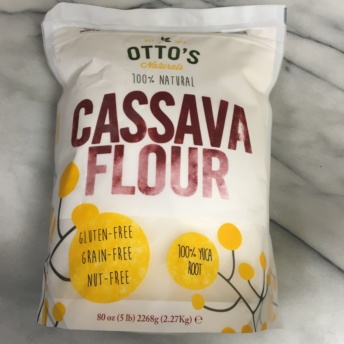 OTTO'S
Naturals
100% NATURAL
CASSAVA
FLOUR
GLUTEN-FREE
GRAIN-FREE
NUT-FREE
100% YUCA
ROOT
80 oz (5 lb) 2268g (2.27Kg) ℮